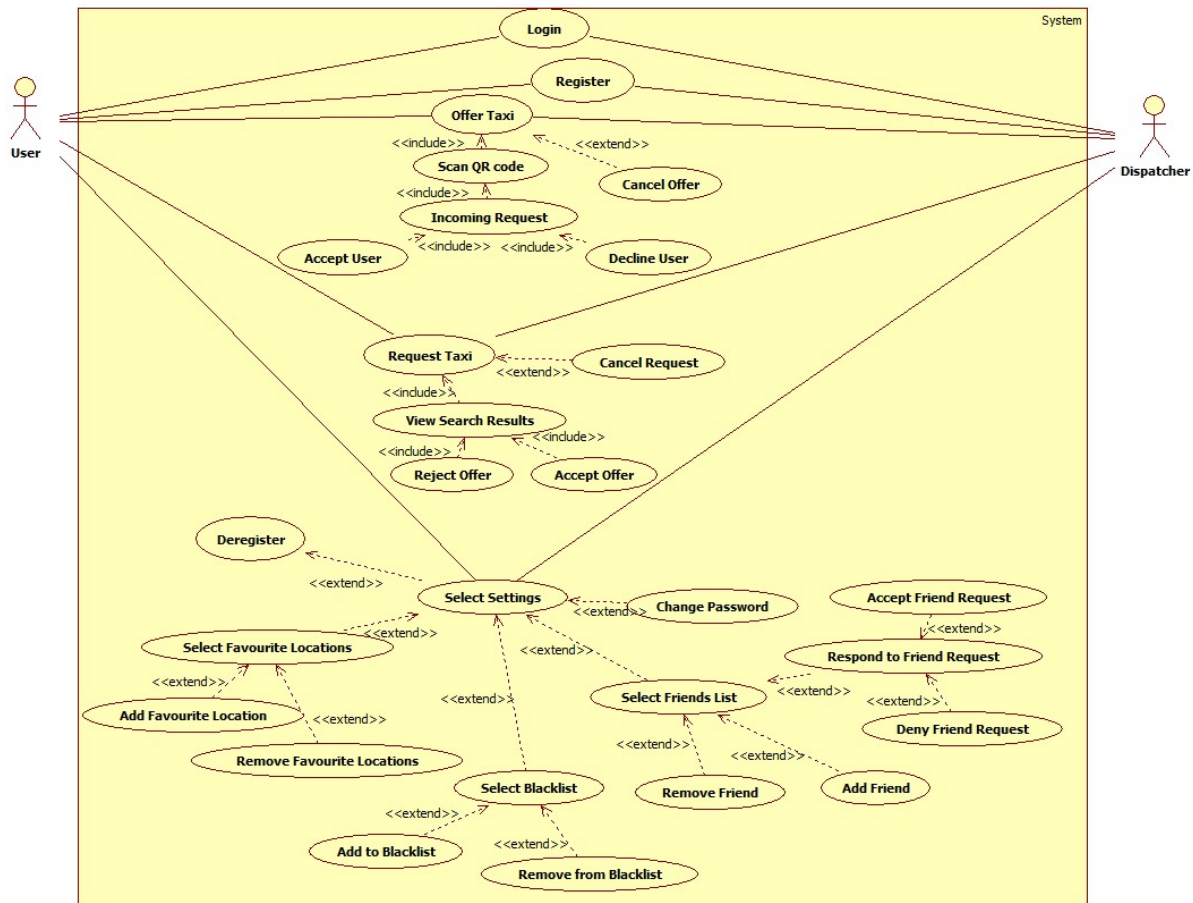 System
Login
Register
Offer Taxi
User
Dispatcher
<<include>>
<<extend>>
Scan QR code
Cancel Offer
<<include>>
Incoming Request
<<include>>
<<include>>
Accept User
Decline User
Request Taxi
Cancel Request
<<extend>>
<<include>>
View Search Results
<<include>>
<<include>>
Reject Offer
Accept Offer
Deregister
<<extend>>
Select Settings
Change Password
<<extend>>
Accept Friend Request
<<extend>>
<<extend>>
<<extend>>
Select Favourite Locations
Respond to Friend Request
<<extend>>
<<extend>>
Select Friends List
<<extend>>
<<extend>>
Add Favourite Location
<<extend>>
Deny Friend Request
<<extend>>
<<extend>>
<<extend>>
Remove Favourite Locations
Select Blacklist
Remove Friend
Add Friend
<<extend>>
<<extend>>
Add to Blacklist
Remove from Blacklist